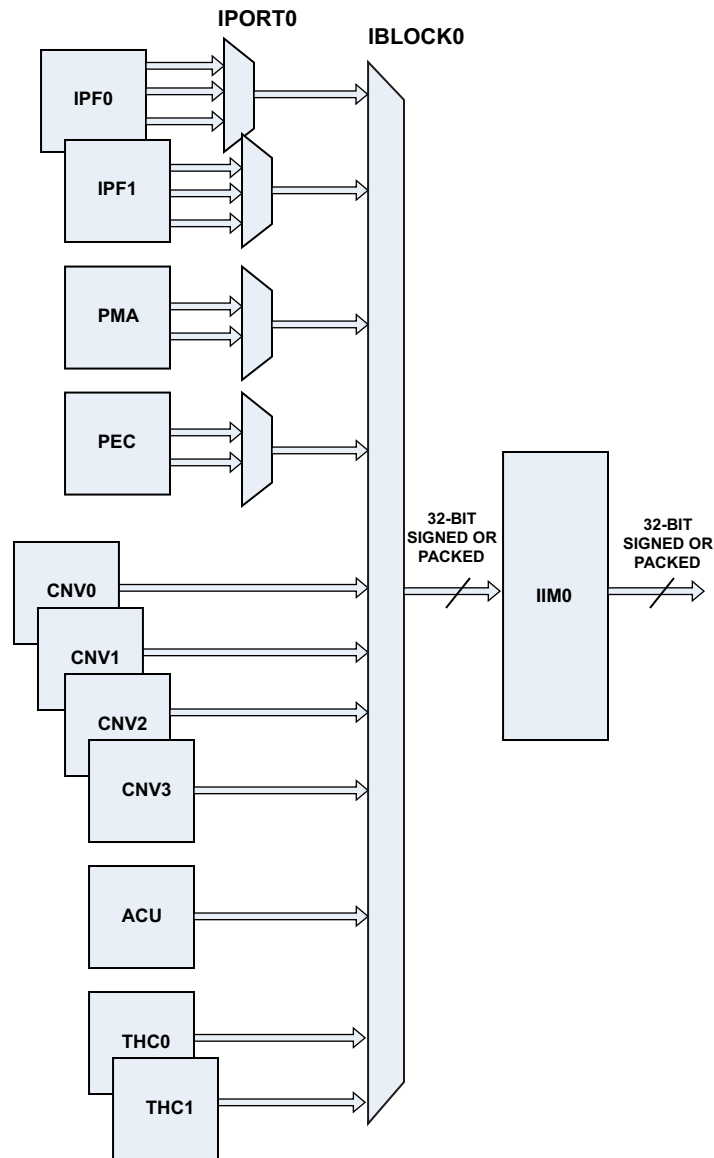 IPORT0
IBLOCK0
IPF0
IPF1
PMA
PEC
CNV0
CNV1
CNV2
CNV3
32-BIT
SIGNED OR
PACKED
IIM0
32-BIT
SIGNED OR
PACKED
ACU
THC0
THC1